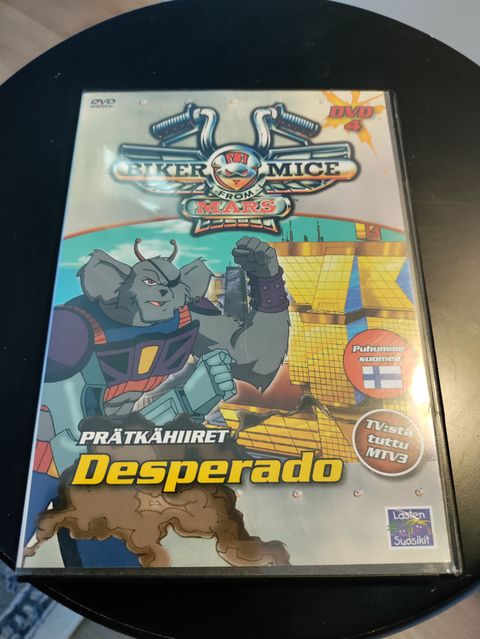 DVD
DVD
4
BIKER MICE
FROM
MARS
Puhumme
suomea
TV:stä
tuttu
MTV3
PRÄTKÄHIIRET
Desperado
Lasten
Suosikit